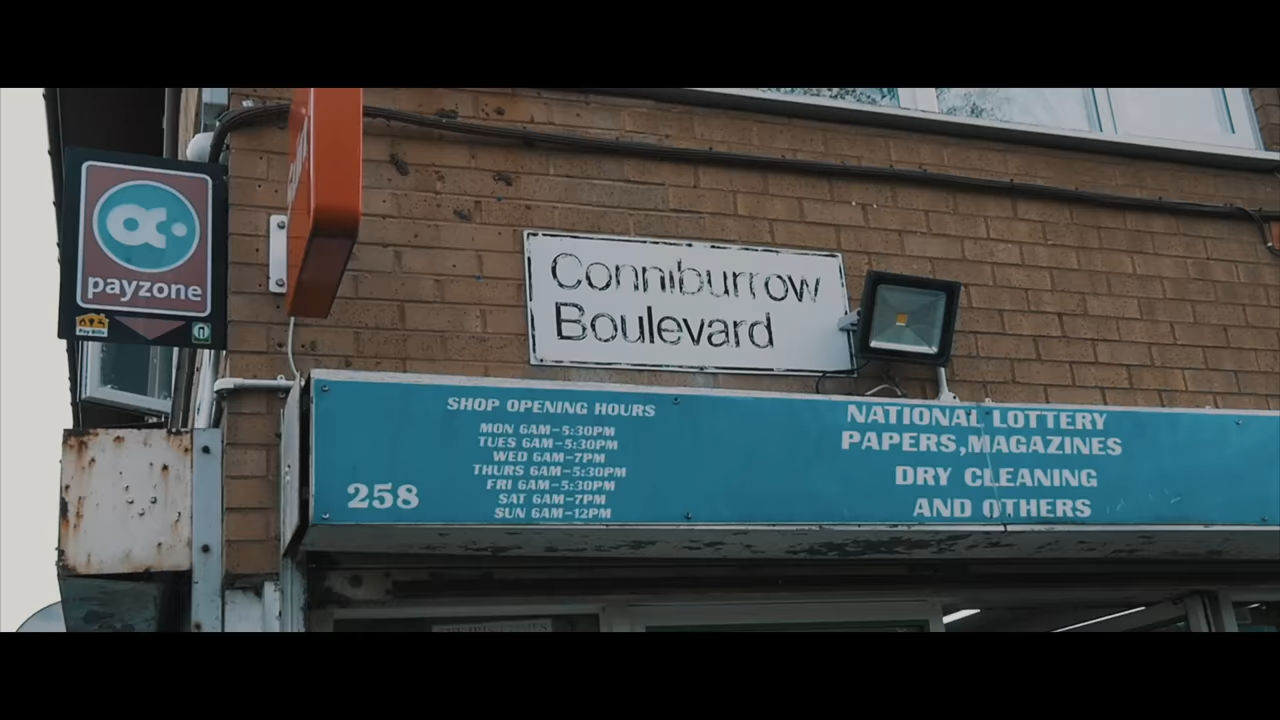 payzone
Pay Bills
Conniburrow
Boulevard
SHOP OPENING HOURS
MON 6AM-5:30PM
TUES 6AM-5:30PM
WED 6AM-7PM
THURS 6AM-5:30PM
FRI 6AM-5:30PM
SAT 6AM-7PM
SUN 6AM-12PM
258
NATIONAL LOTTERY
PAPERS,MAGAZINES
DRY CLEANING
AND OTHERS